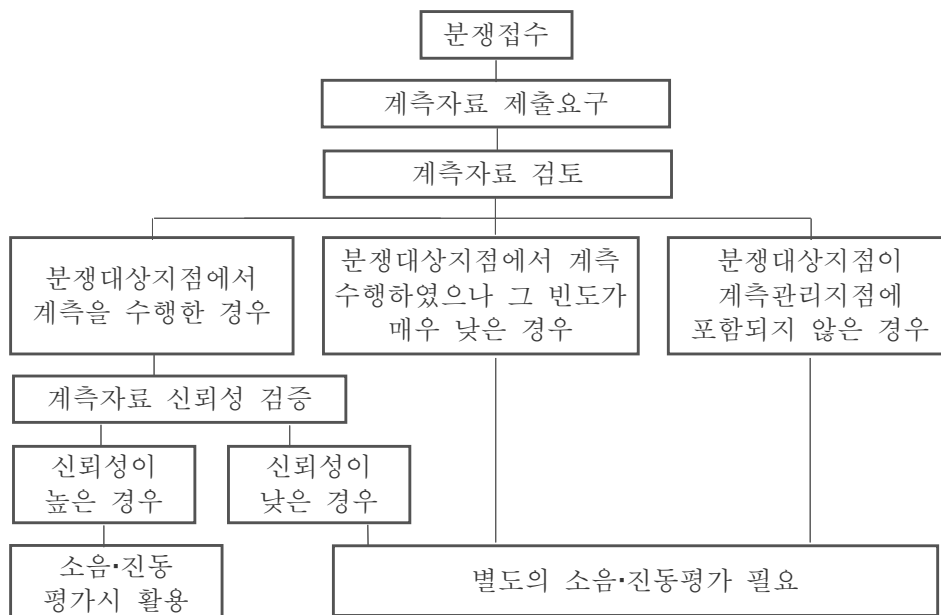 분쟁접수
계측자료 제출요구
계측자료 검토
분쟁대상지점에서
계측을 수행한 경우
분쟁대상지점에서 계측
수행하였으나 그 빈도가
매우 낮은 경우
분쟁대상지점이
계측관리지점에
포함되지 않은 경우
계측자료 신뢰성 검증
신뢰성이
높은 경우
신뢰성이
낮은 경우
소음·진동
평가시 활용
별도의 소음·진동평가 필요